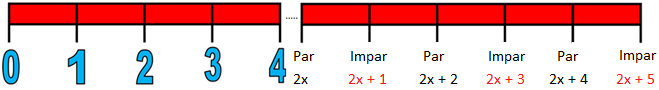 .....
0 1 2 3 4
Par Impar Par Impar Par Impar
2x 2x + 1 2x + 2 2x + 3 2x + 4 2x + 5